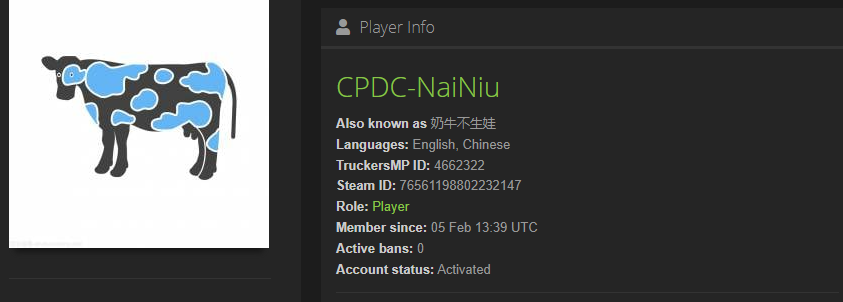 Player Info
CPDC-NaiNiu
Also known as 奶牛不生娃
Languages: English, Chinese
TruckersMP ID: 4662322
Steam ID: 76561198802232147
Role: Player
Member since: 05 Feb 13:39 UTC
Active bans: 0
Account status: Activated